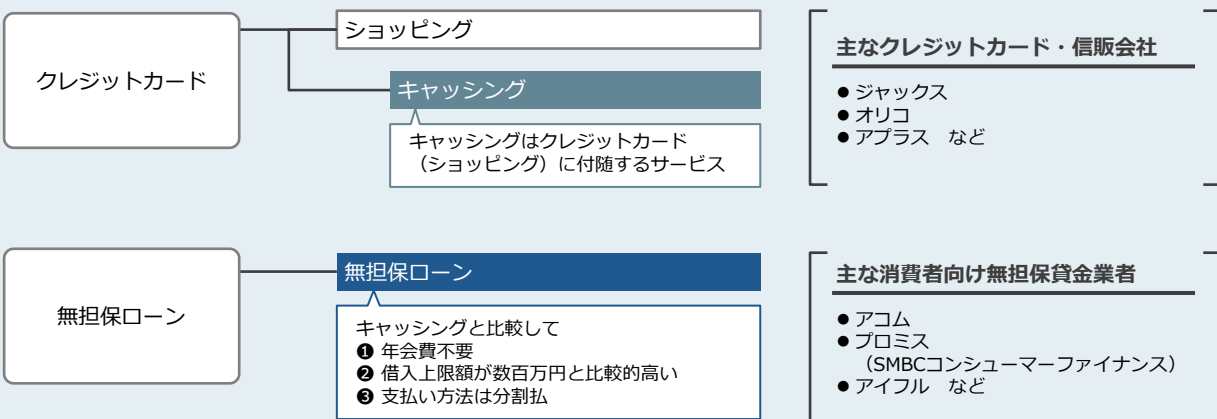 クレジットカード
ショッピング
キャッシング
キャッシングはクレジットカード
（ショッピング）に付随するサービス
主なクレジットカード・信販会社
● ジャックス
● オリコ
● アプラス　など
無担保ローン
無担保ローン
キャッシングと比較して
❶ 年会費不要
❷ 借入上限額が数百万円と比較的高い
❸ 支払い方法は分割払
主な消費者向け無担保貸金業者
● アコム
● プロミス
（SMBCコンシューマーファイナンス）
● アイフル　など